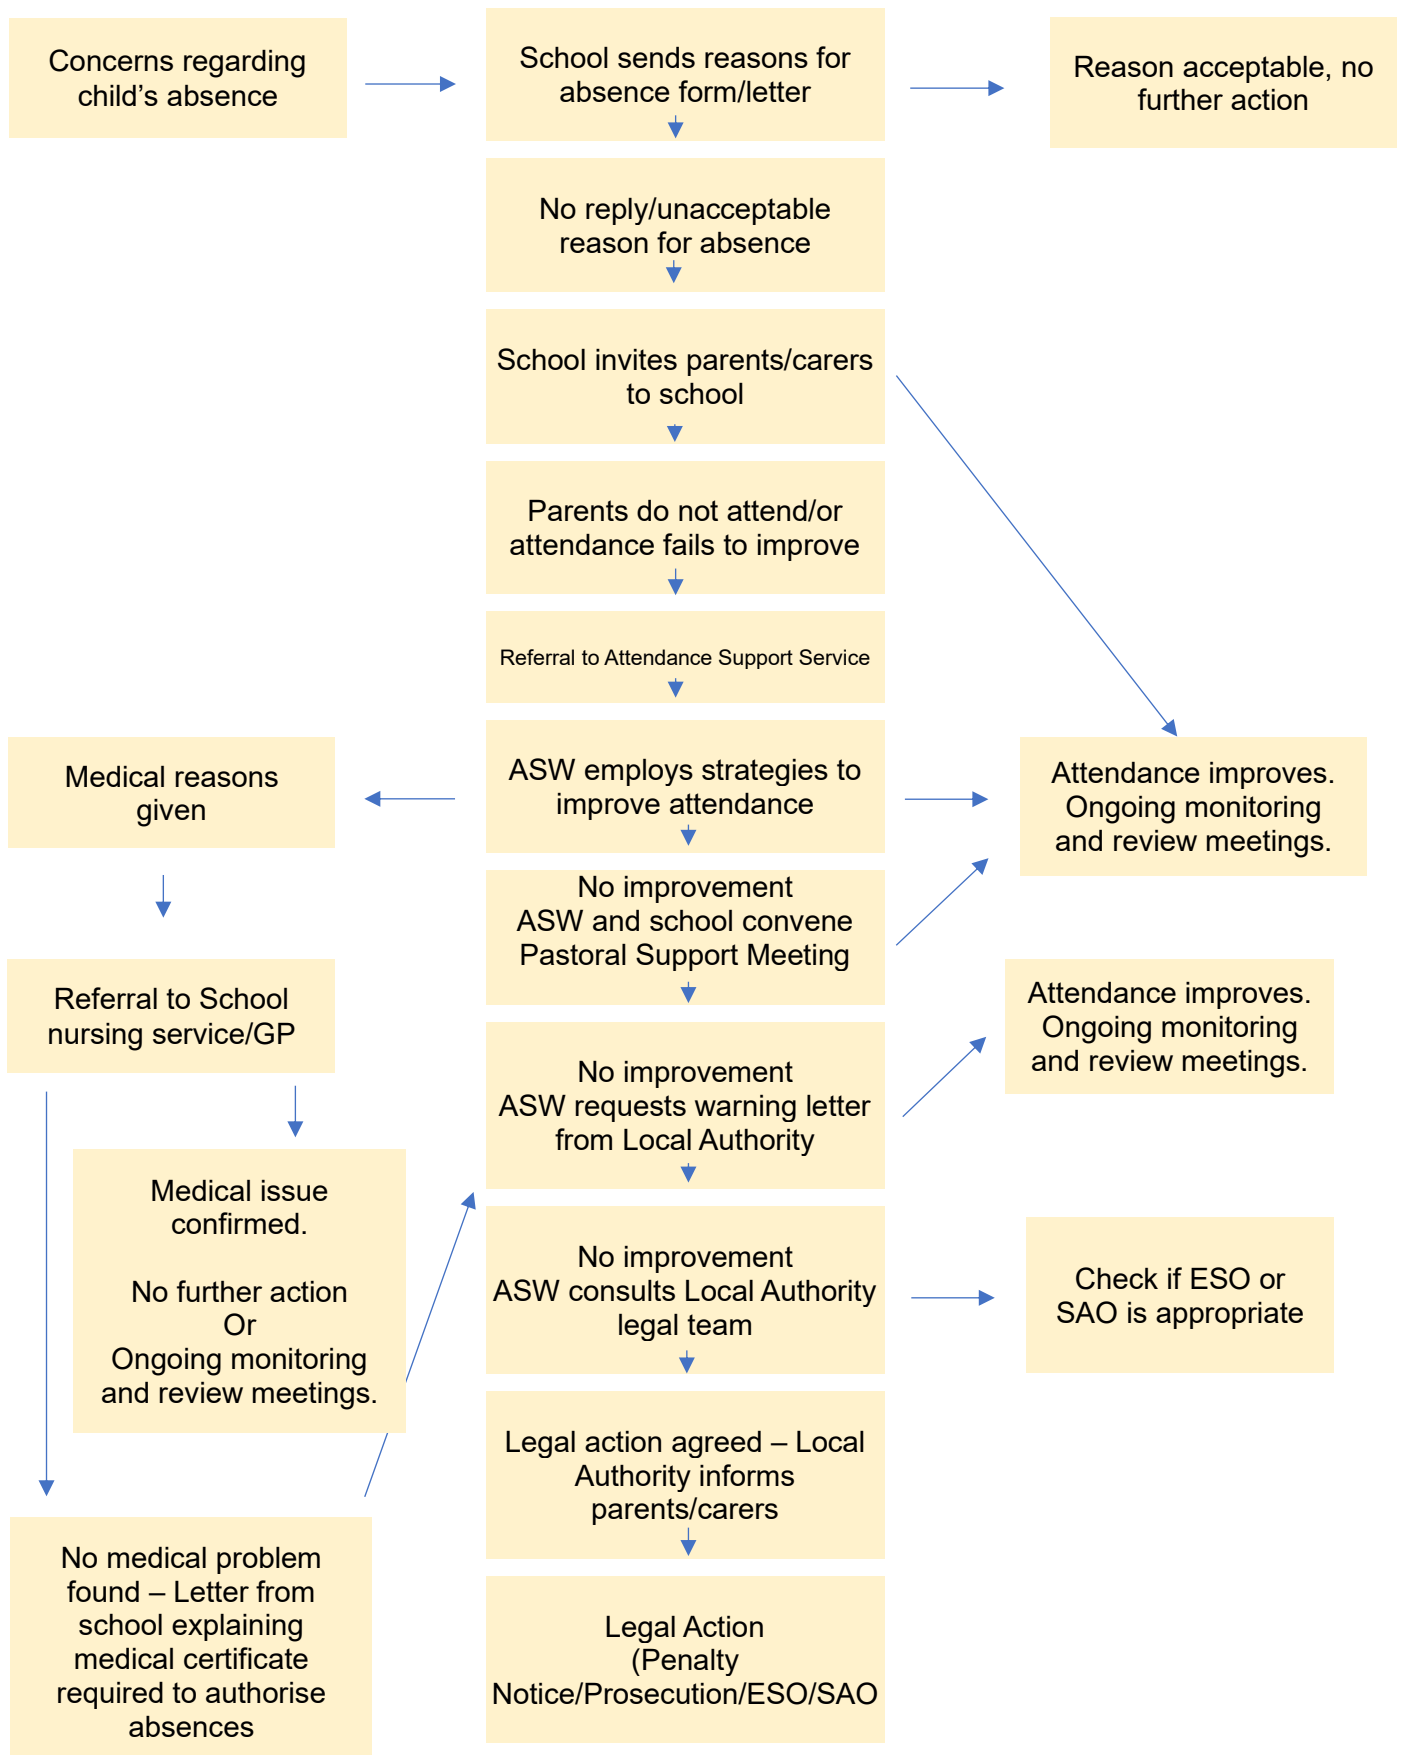 Concerns regarding
child’s absence
School sends reasons for
absence form/letter
Reason acceptable, no
further action
No reply/unacceptable
reason for absence
School invites parents/carers
to school
Parents do not attend/or
attendance fails to improve
Referral to Attendance Support Service
Medical reasons
given
ASW employs strategies to
improve attendance
Attendance improves.
Ongoing monitoring
and review meetings.
No improvement
ASW and school convene
Pastoral Support Meeting
Referral to School
nursing service/GP
Attendance improves.
Ongoing monitoring
and review meetings.
No improvement
ASW requests warning letter
from Local Authority
Medical issue
confirmed.
No further action
Or
Ongoing monitoring
and review meetings.
No improvement
ASW consults Local Authority
legal team
Check if ESO or
SAO is appropriate
Legal action agreed – Local
Authority informs
parents/carers
No medical problem
found – Letter from
school explaining
medical certificate
required to authorise
absences
Legal Action
(Penalty
Notice/Prosecution/ESO/SAO